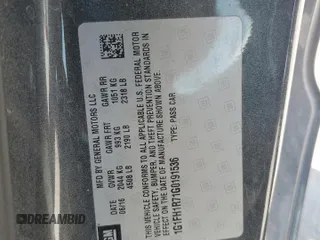 MFD BY GENERAL MOTORS LLC
06/16 GVWR GAWR FRT GAWR RR
2044 KG 993 KG 1051 KG
4508 LB 2190 LB 2318 LB
THIS VEHICLE CONFORMS TO ALL APPLICABLE U.S. FEDERAL MOTOR
VEHICLE SAFETY, BUMPER, AND THEFT PREVENTION STANDARDS IN
EFFECT ON THE DATE OF MANUFACTURE SHOWN ABOVE.
1G1FH1R71G0191536 TYPE: PASS CAR
GM